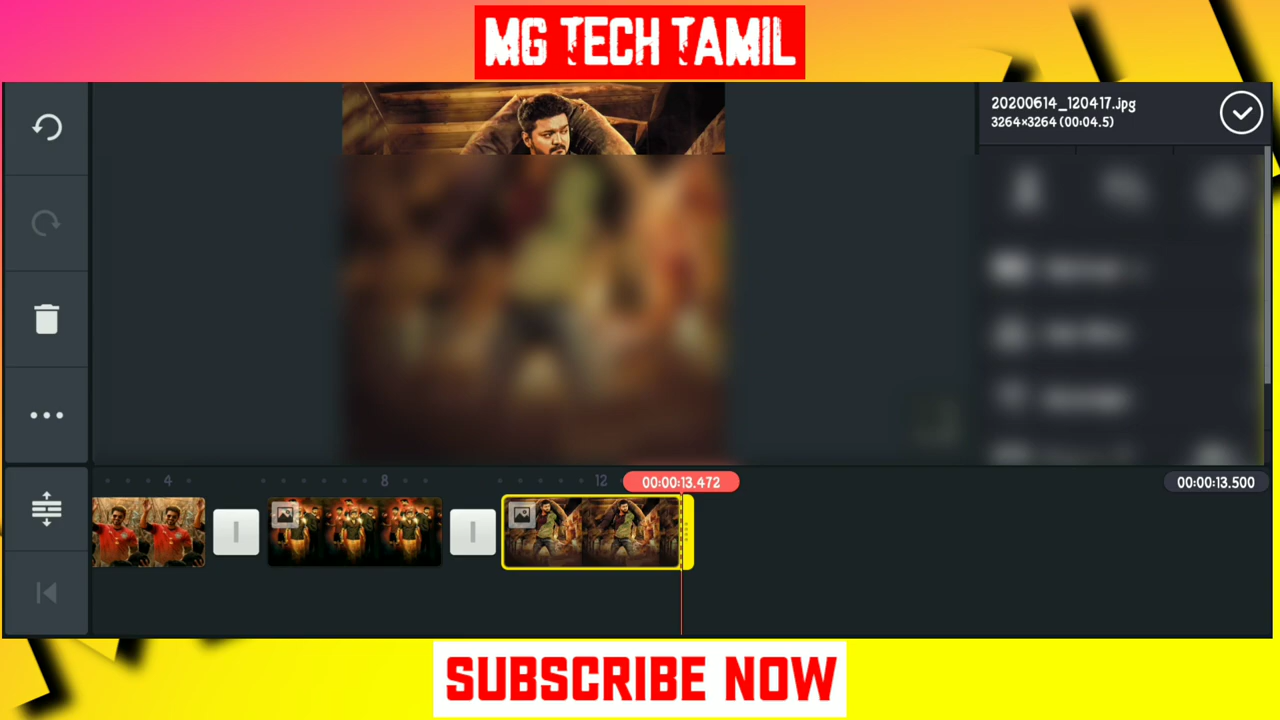 MG TECH TAMIL
20200614_120417.jpg
3264×3264 (00:04.5)
4
8
12
00:00:13.472
00:00:13.500
SUBSCRIBE NOW